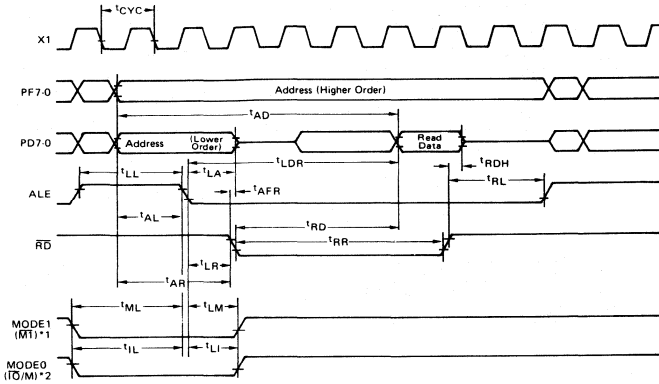 tCYC
X1
PF7-0
Address (Higher Order)
tAD
PD7-0
Address (Lower Order)
Read Data
tLDR
tRDH
tLL
tLA
tRL
ALE
tAFR
tAL
tRD
RD
tRR
tLR
tAR
tML
tLM
MODE1
(M1)*1
tIL
tLI
MODE0
(IO/M)*2